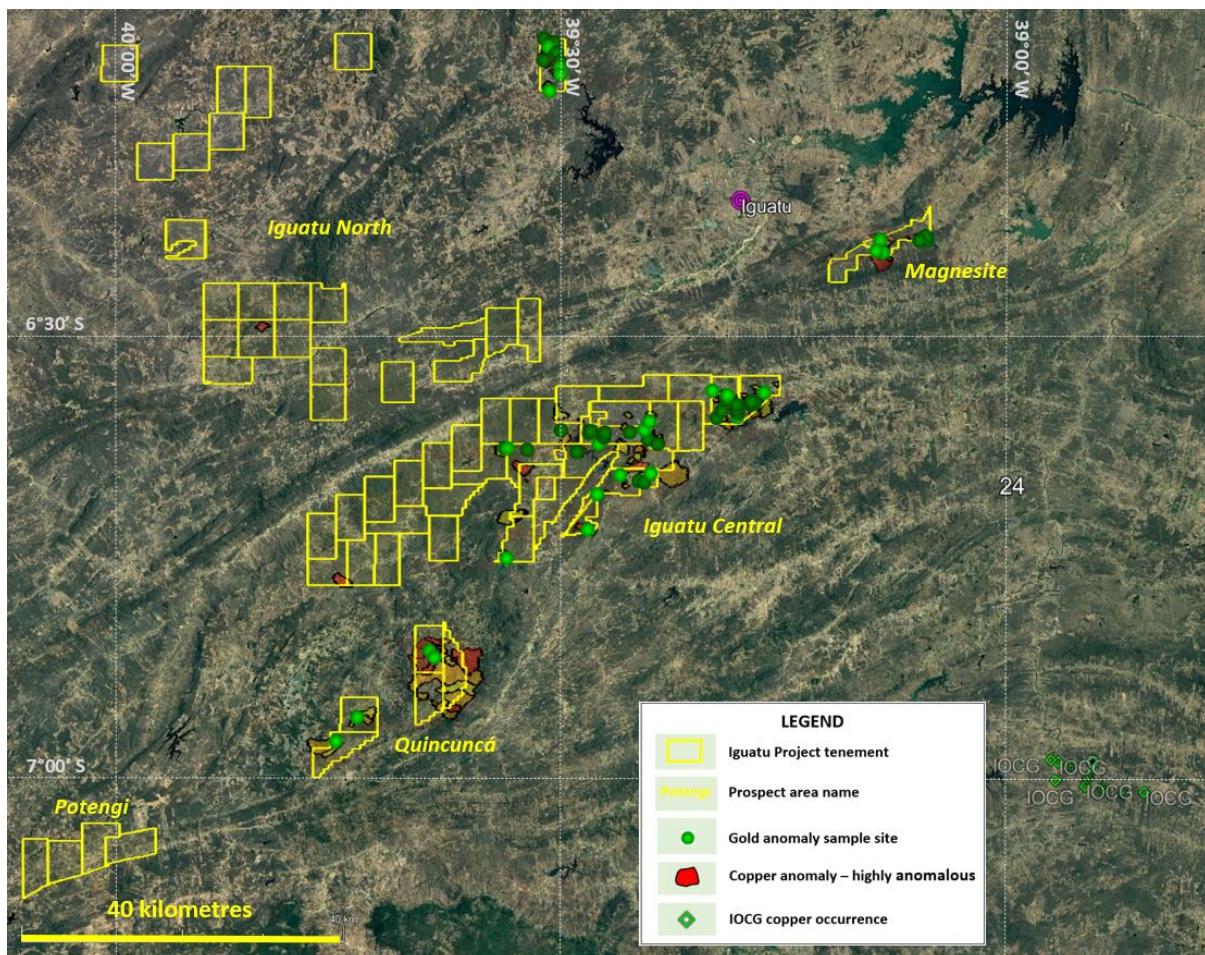 40°00'W
39°30'W
39°00'W
Iguatu
Iguatu North
Magnesite
6°30' S
24
Iguatu Central
Quincuncá
7°00' S
IOCG
IOCG
IOCG
IOCG
IOCG
Potengi
40 kilometres
40 km
LEGEND
Iguatu Project tenement
Potengi
Prospect area name
Gold anomaly sample site
Copper anomaly – highly anomalous
IOCG copper occurrence